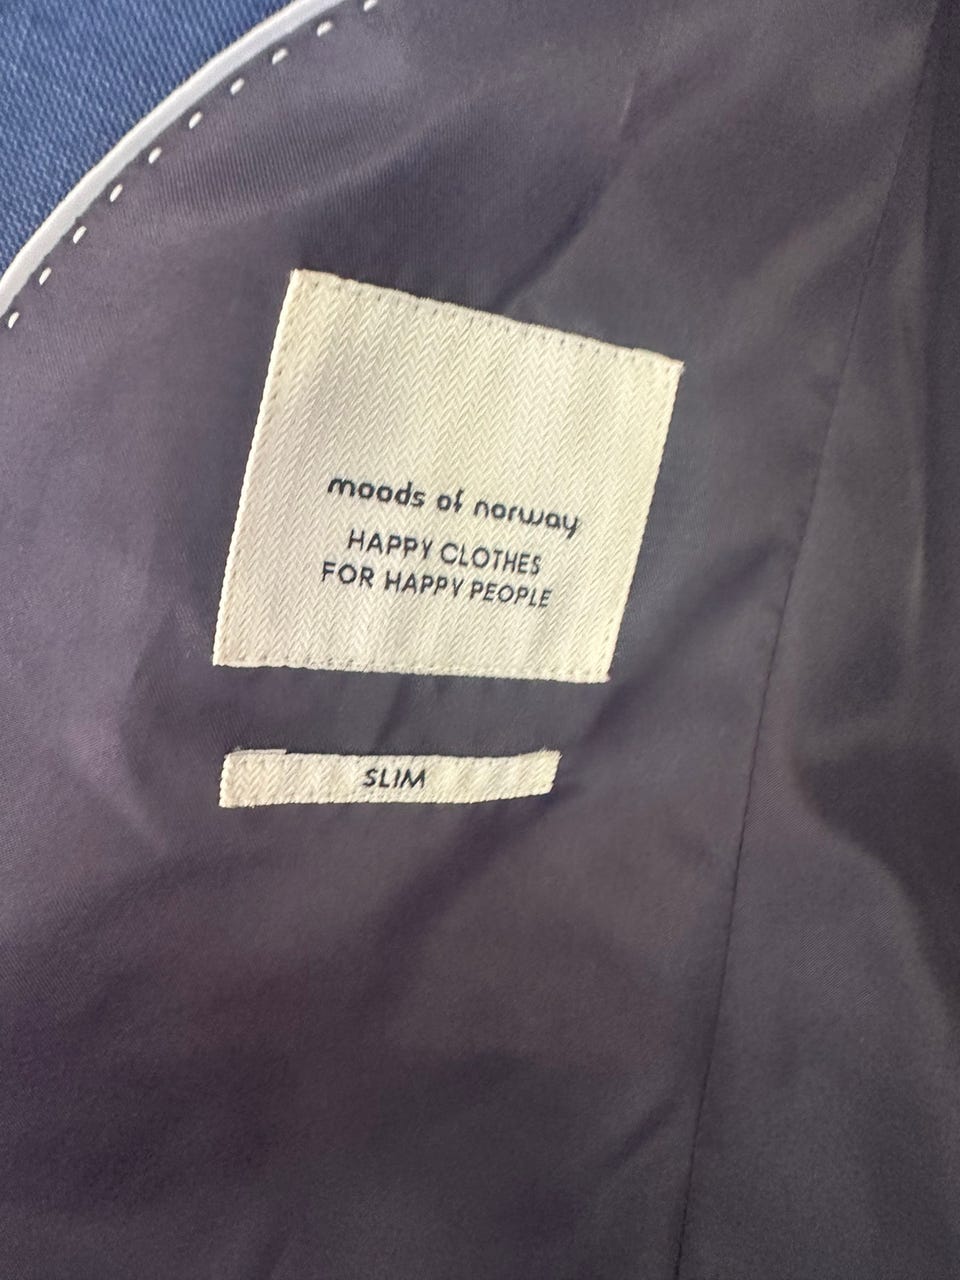 moods of norway
HAPPY CLOTHES
FOR HAPPY PEOPLE
SLIM